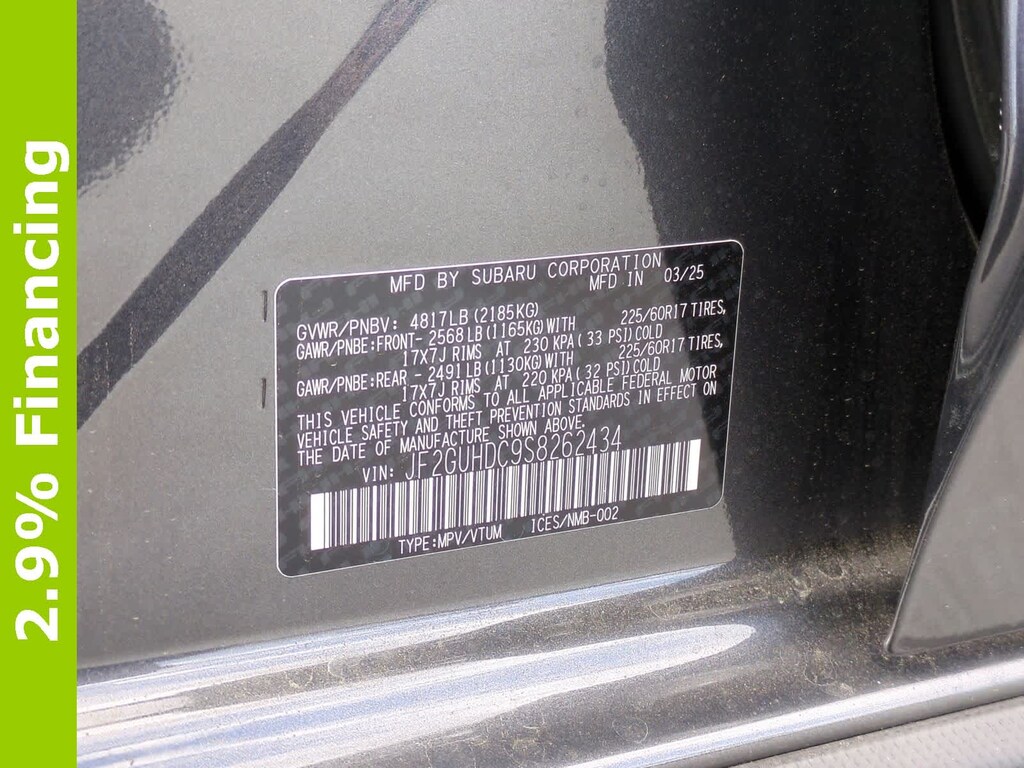 2.9% Financing
MFD BY SUBARU CORPORATION
MFD IN 03/25
GVWR/PNBV: 4817LB (2185KG)
GAWR/PNBE:FRONT- 2568LB (1165KG) WITH 225/60R17 TIRES,
17X7J RIMS AT 230 KPA ( 33 PSI) COLD
GAWR/PNBE:REAR - 2491LB (1130KG) WITH 225/60R17 TIRES,
17X7J RIMS AT 220 KPA ( 32 PSI) COLD
THIS VEHICLE CONFORMS TO ALL APPLICABLE FEDERAL MOTOR
VEHICLE SAFETY AND THEFT PREVENTION STANDARDS IN EFFECT ON
THE DATE OF MANUFACTURE SHOWN ABOVE.
VIN: JF2GUHDC9S8262434
TYPE:MPV/VTUM ICES/NMB-002